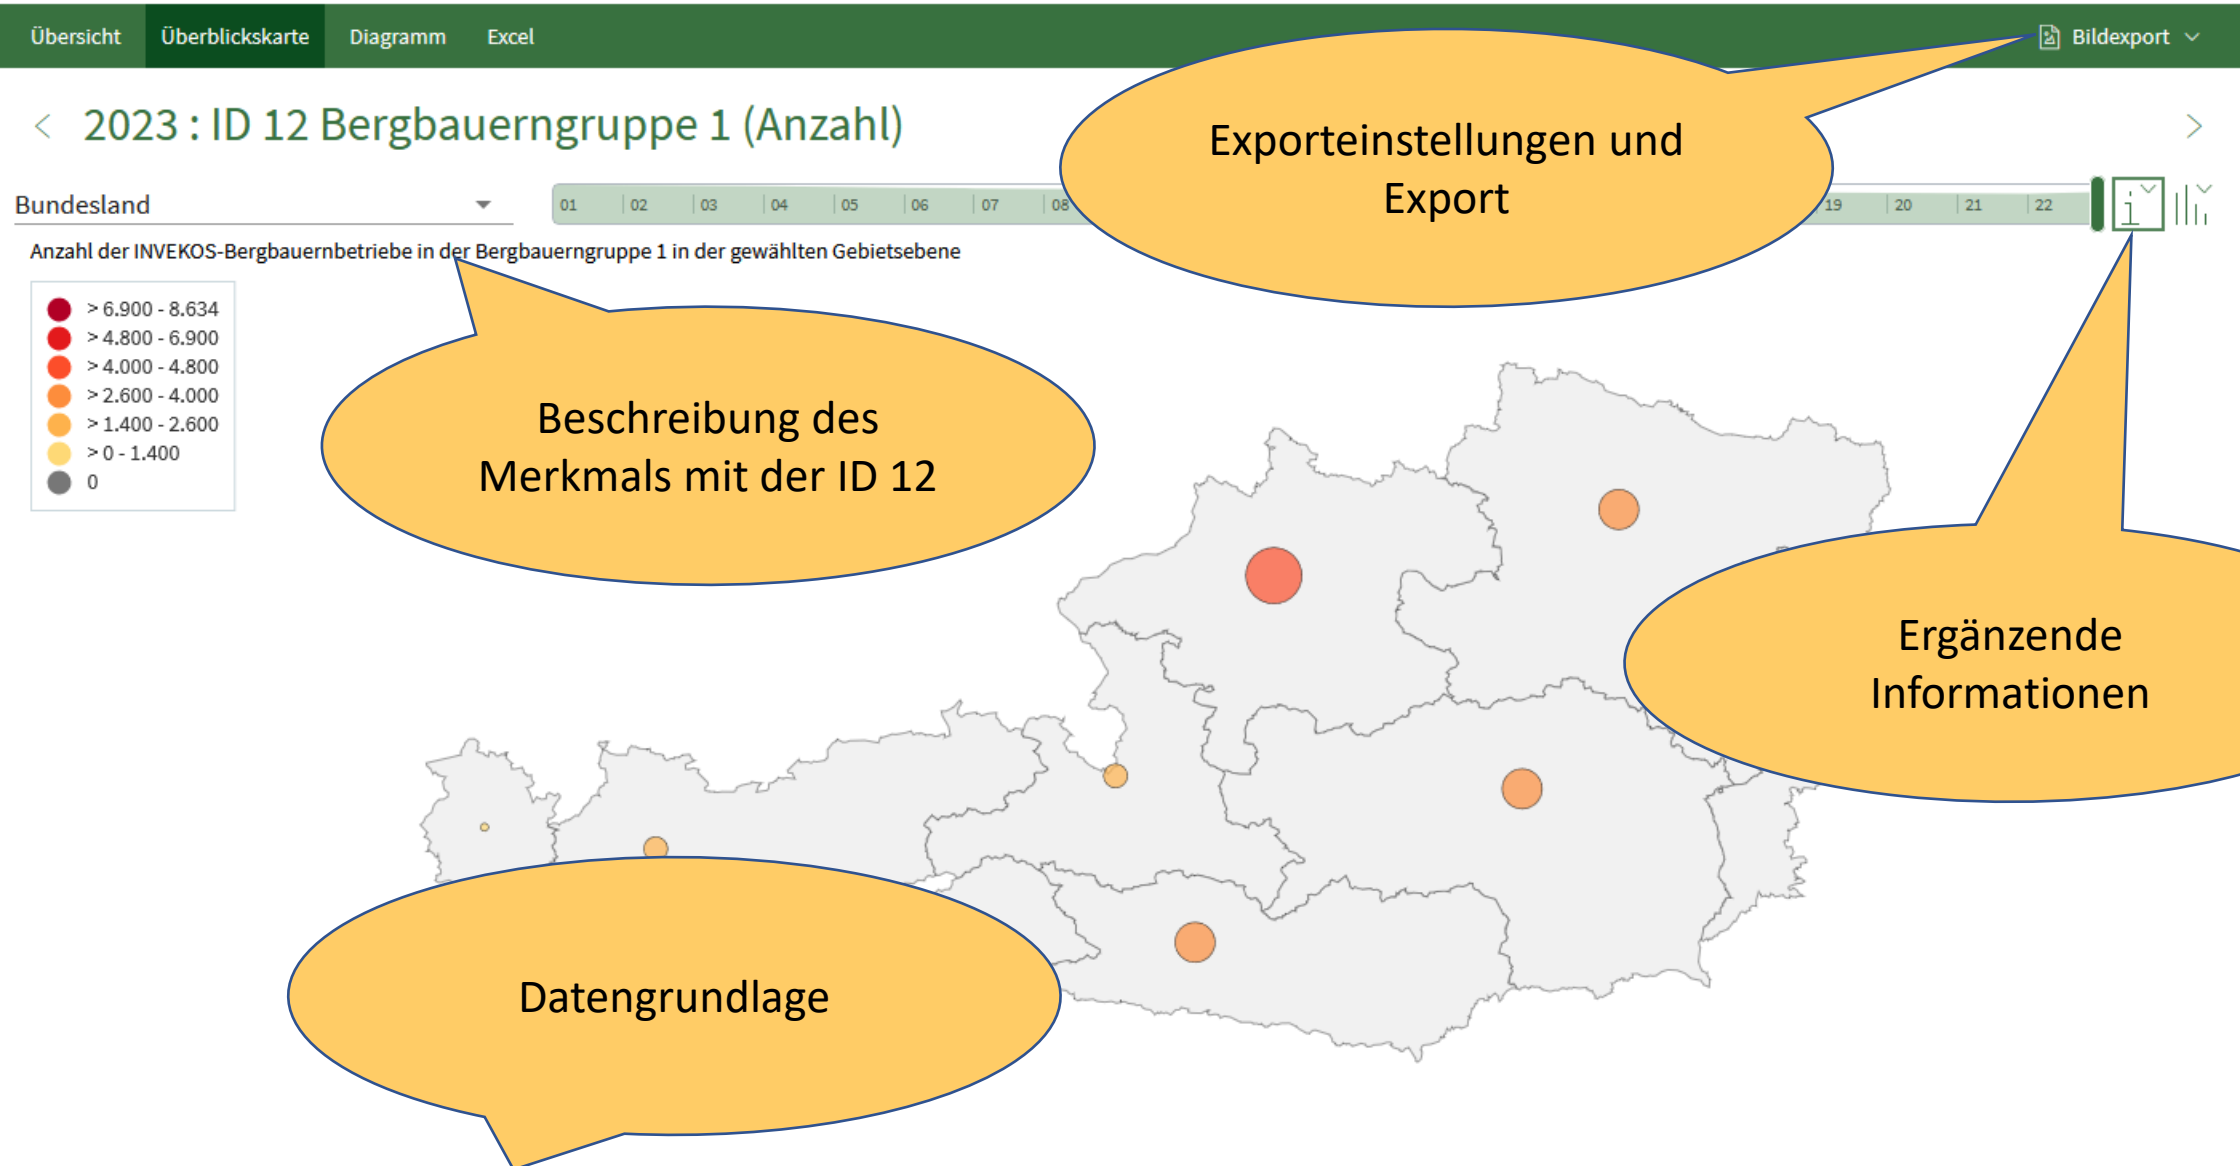 Übersicht Überblickskarte Diagramm Excel Bildexport
2023 : ID 12 Bergbauerngruppe 1 (Anzahl)
Bundesland
01 02 03 04 05 06 07 08 19 20 21 22
Anzahl der INVEKOS-Bergbauernbetriebe in der Bergbauerngruppe 1 in der gewählten Gebietsebene
> 6.900 - 8.634
> 4.800 - 6.900
> 4.000 - 4.800
> 2.600 - 4.000
> 1.400 - 2.600
> 0 - 1.400
0
Exporteinstellungen und
Export
Beschreibung des
Merkmals mit der ID 12
Ergänzende
Informationen
Datengrundlage